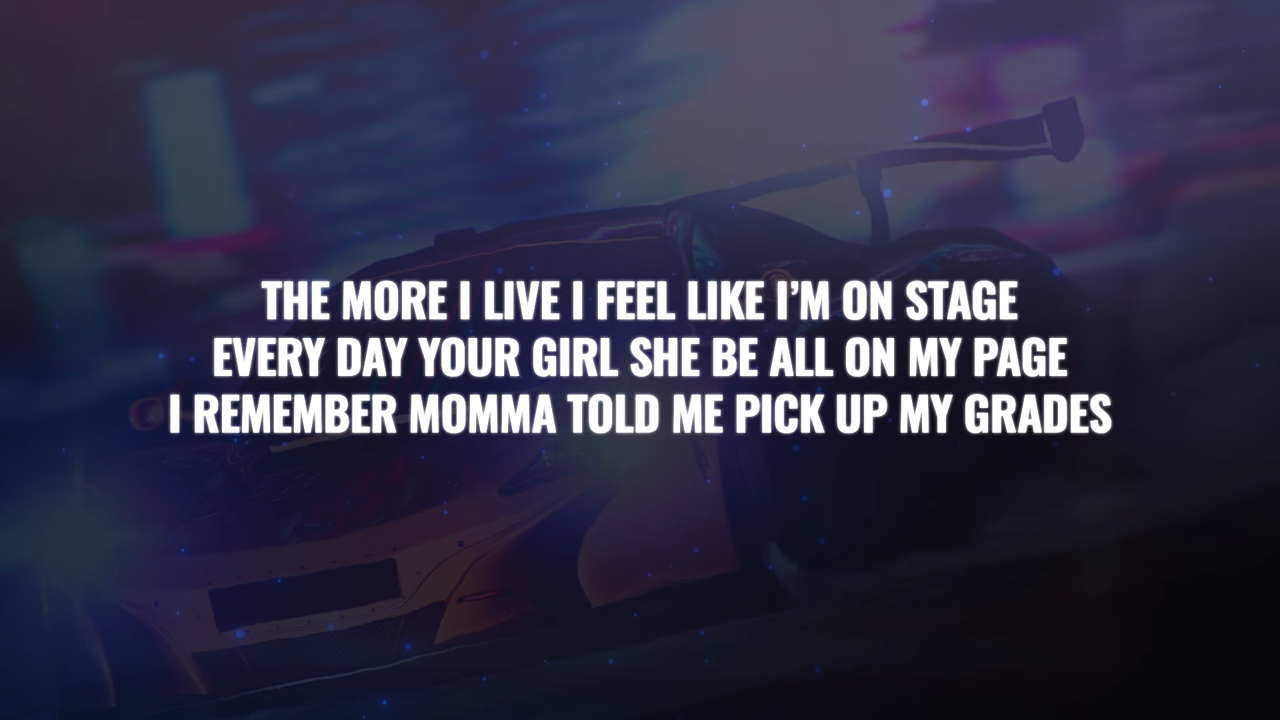 THE MORE I LIVE I FEEL LIKE I’M ON STAGE
EVERY DAY YOUR GIRL SHE BE ALL ON MY PAGE
I REMEMBER MOMMA TOLD ME PICK UP MY GRADES